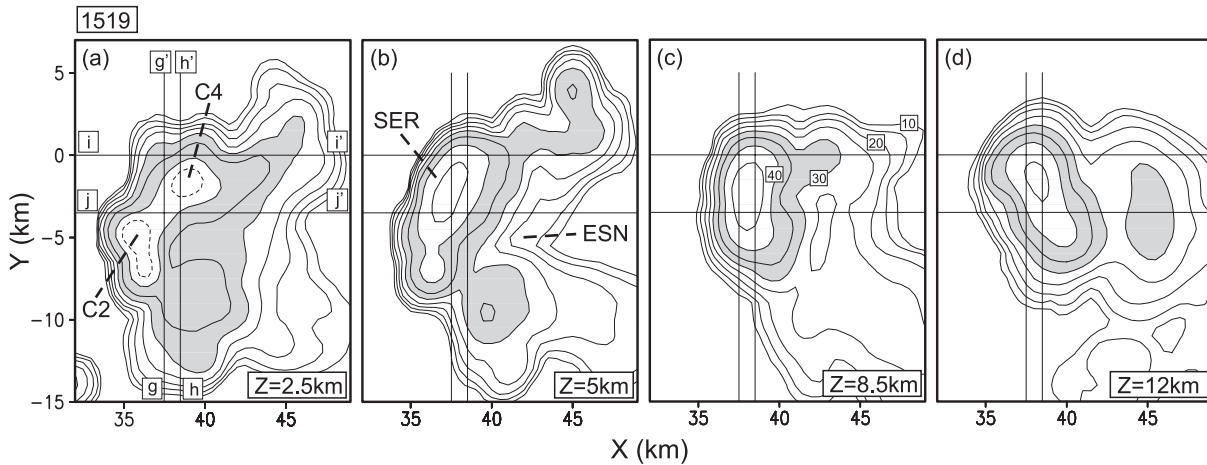 1519
(a) g' h' (b) (c) (d)
C4
SER
10
i i'
20
40 30
j j'
ESN
C2
g h Z=2.5km Z=5km Z=8.5km Z=12km
5
0
−5
−10
−15
Y (km)
35 40 45 35 40 45 35 40 45 35 40 45
X (km)